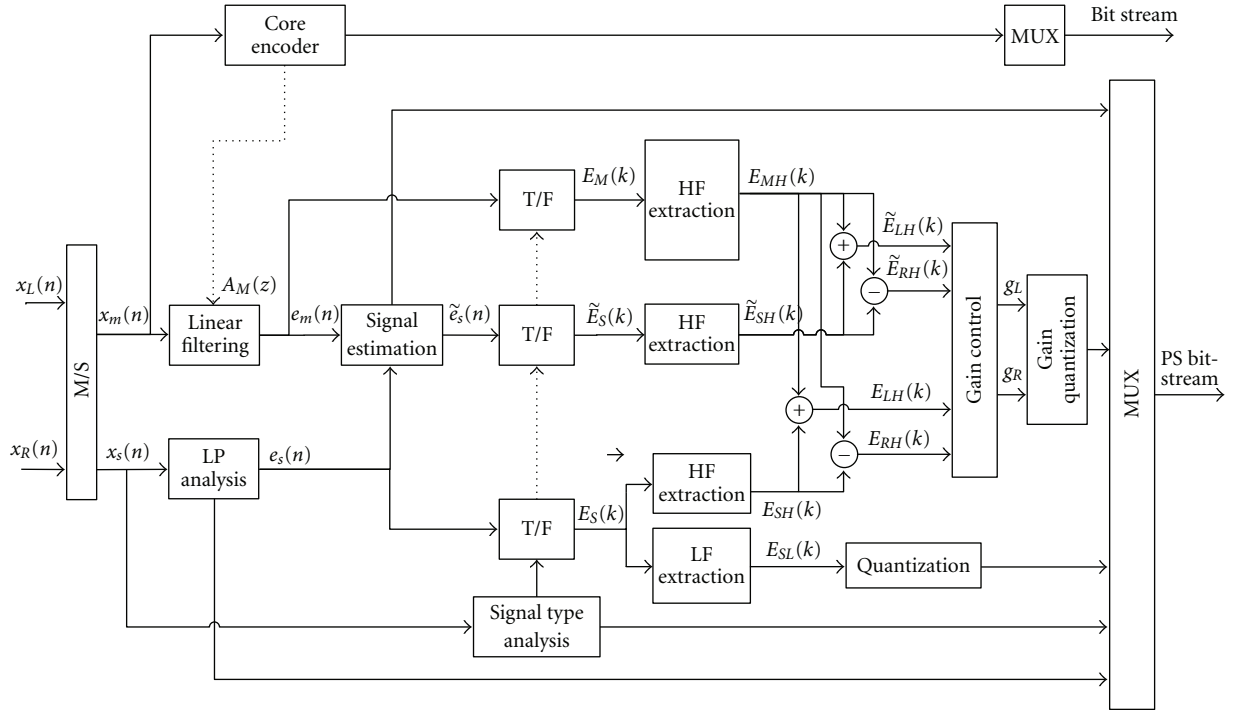 Core
encoder
MUX
Bit stream
x_L(n)
x_R(n)
M/S
x_m(n)
x_s(n)
A_M(z)
Linear
filtering
e_m(n)
Signal
estimation
ẽ_s(n)
LP
analysis
e_s(n)
T/F
E_M(k)
HF
extraction
E_MH(k)
T/F
Ẽ_S(k)
HF
extraction
Ẽ_SH(k)
+
Ẽ_LH(k)
−
Ẽ_RH(k)
+
E_LH(k)
−
E_RH(k)
T/F
E_S(k)
HF
extraction
E_SH(k)
LF
extraction
E_SL(k)
Quantization
Signal type
analysis
Gain control
g_L
g_R
Gain
quantization
MUX
PS bit-
stream